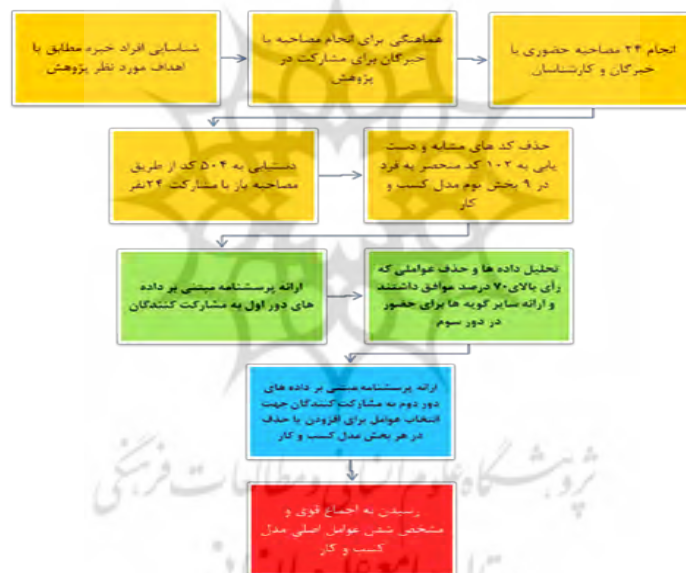 شناسایی افراد خبره مطابق با
اهداف مورد نظر پژوهش
هماهنگی برای انجام مصاحبه با
خبرگان برای مشارکت در
پژوهش
انجام ۲۴ مصاحبه حضوری با
خبرگان و کارشناسان
دستیابی به ۵۰۴ کد از طریق
مصاحبه باز با مشارکت ۲۴نفر
حذف کد های مشابه و دست
یابی به ۱۰۲ کد منحصر به فرد
در ۹ بخش بوم مدل کسب و
کار
ارائه پرسشنامه مبتنی بر داده
های دور اول به مشارکت کنندگان
تحلیل داده ها و حذف عواملی که
رأی بالای۷۰ درصد موافق داشتند
و ارائه سایر گویه ها برای حضور
در دور سوم
ارائه پرسشنامه مبتنی بر داده های
دور دوم به مشارکت کنندگان جهت
انتخاب عوامل برای افزودن یا حذف
در هر بخش مدل کسب و کار
رسیدن به اجماع قوی و
مشخص شدن عوامل اصلی مدل
کسب و کار
پژوهشگاه علوم انسانی و مطالعات فرهنگی